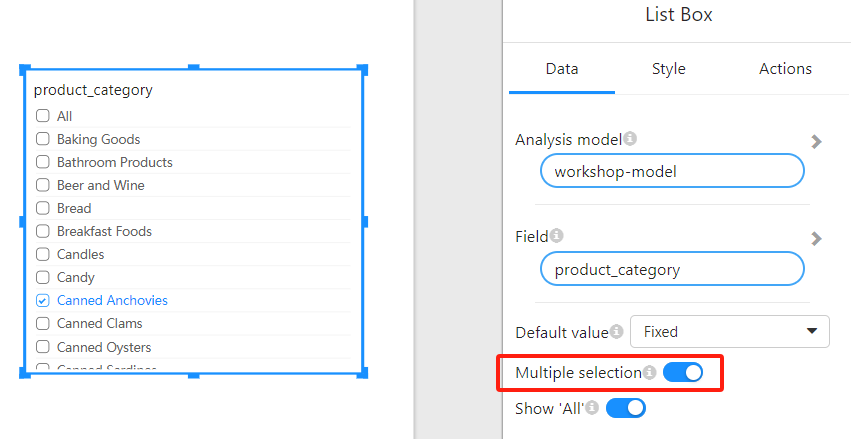 List Box
Data Style Actions
product_category
All
Baking Goods
Bathroom Products
Beer and Wine
Bread
Breakfast Foods
Candles
Candy
Canned Anchovies
Canned Clams
Canned Oysters
Canned Sardines
Analysis model
workshop-model
Field
product_category
Default value Fixed
Multiple selection
Show 'All'